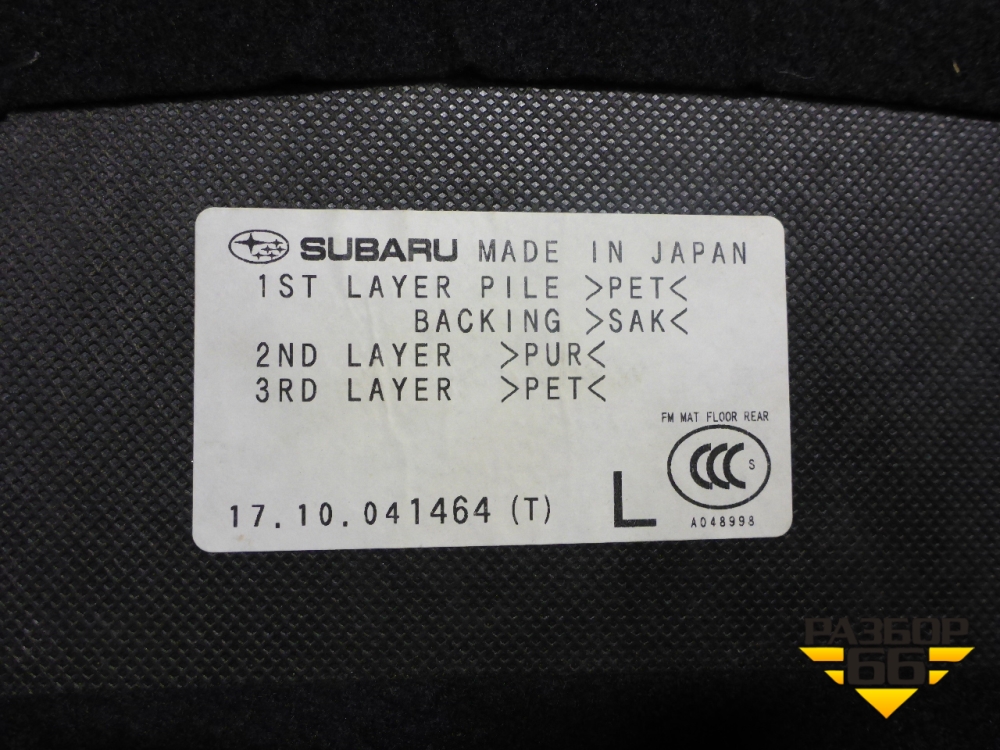 SUBARU MADE IN JAPAN
1ST LAYER PILE >PET<
BACKING >SAK<
2ND LAYER >PUR<
3RD LAYER >PET<
FM MAT FLOOR REAR
CCC S
17.10.041464 (T) L
A048998
РАЗБОР
66